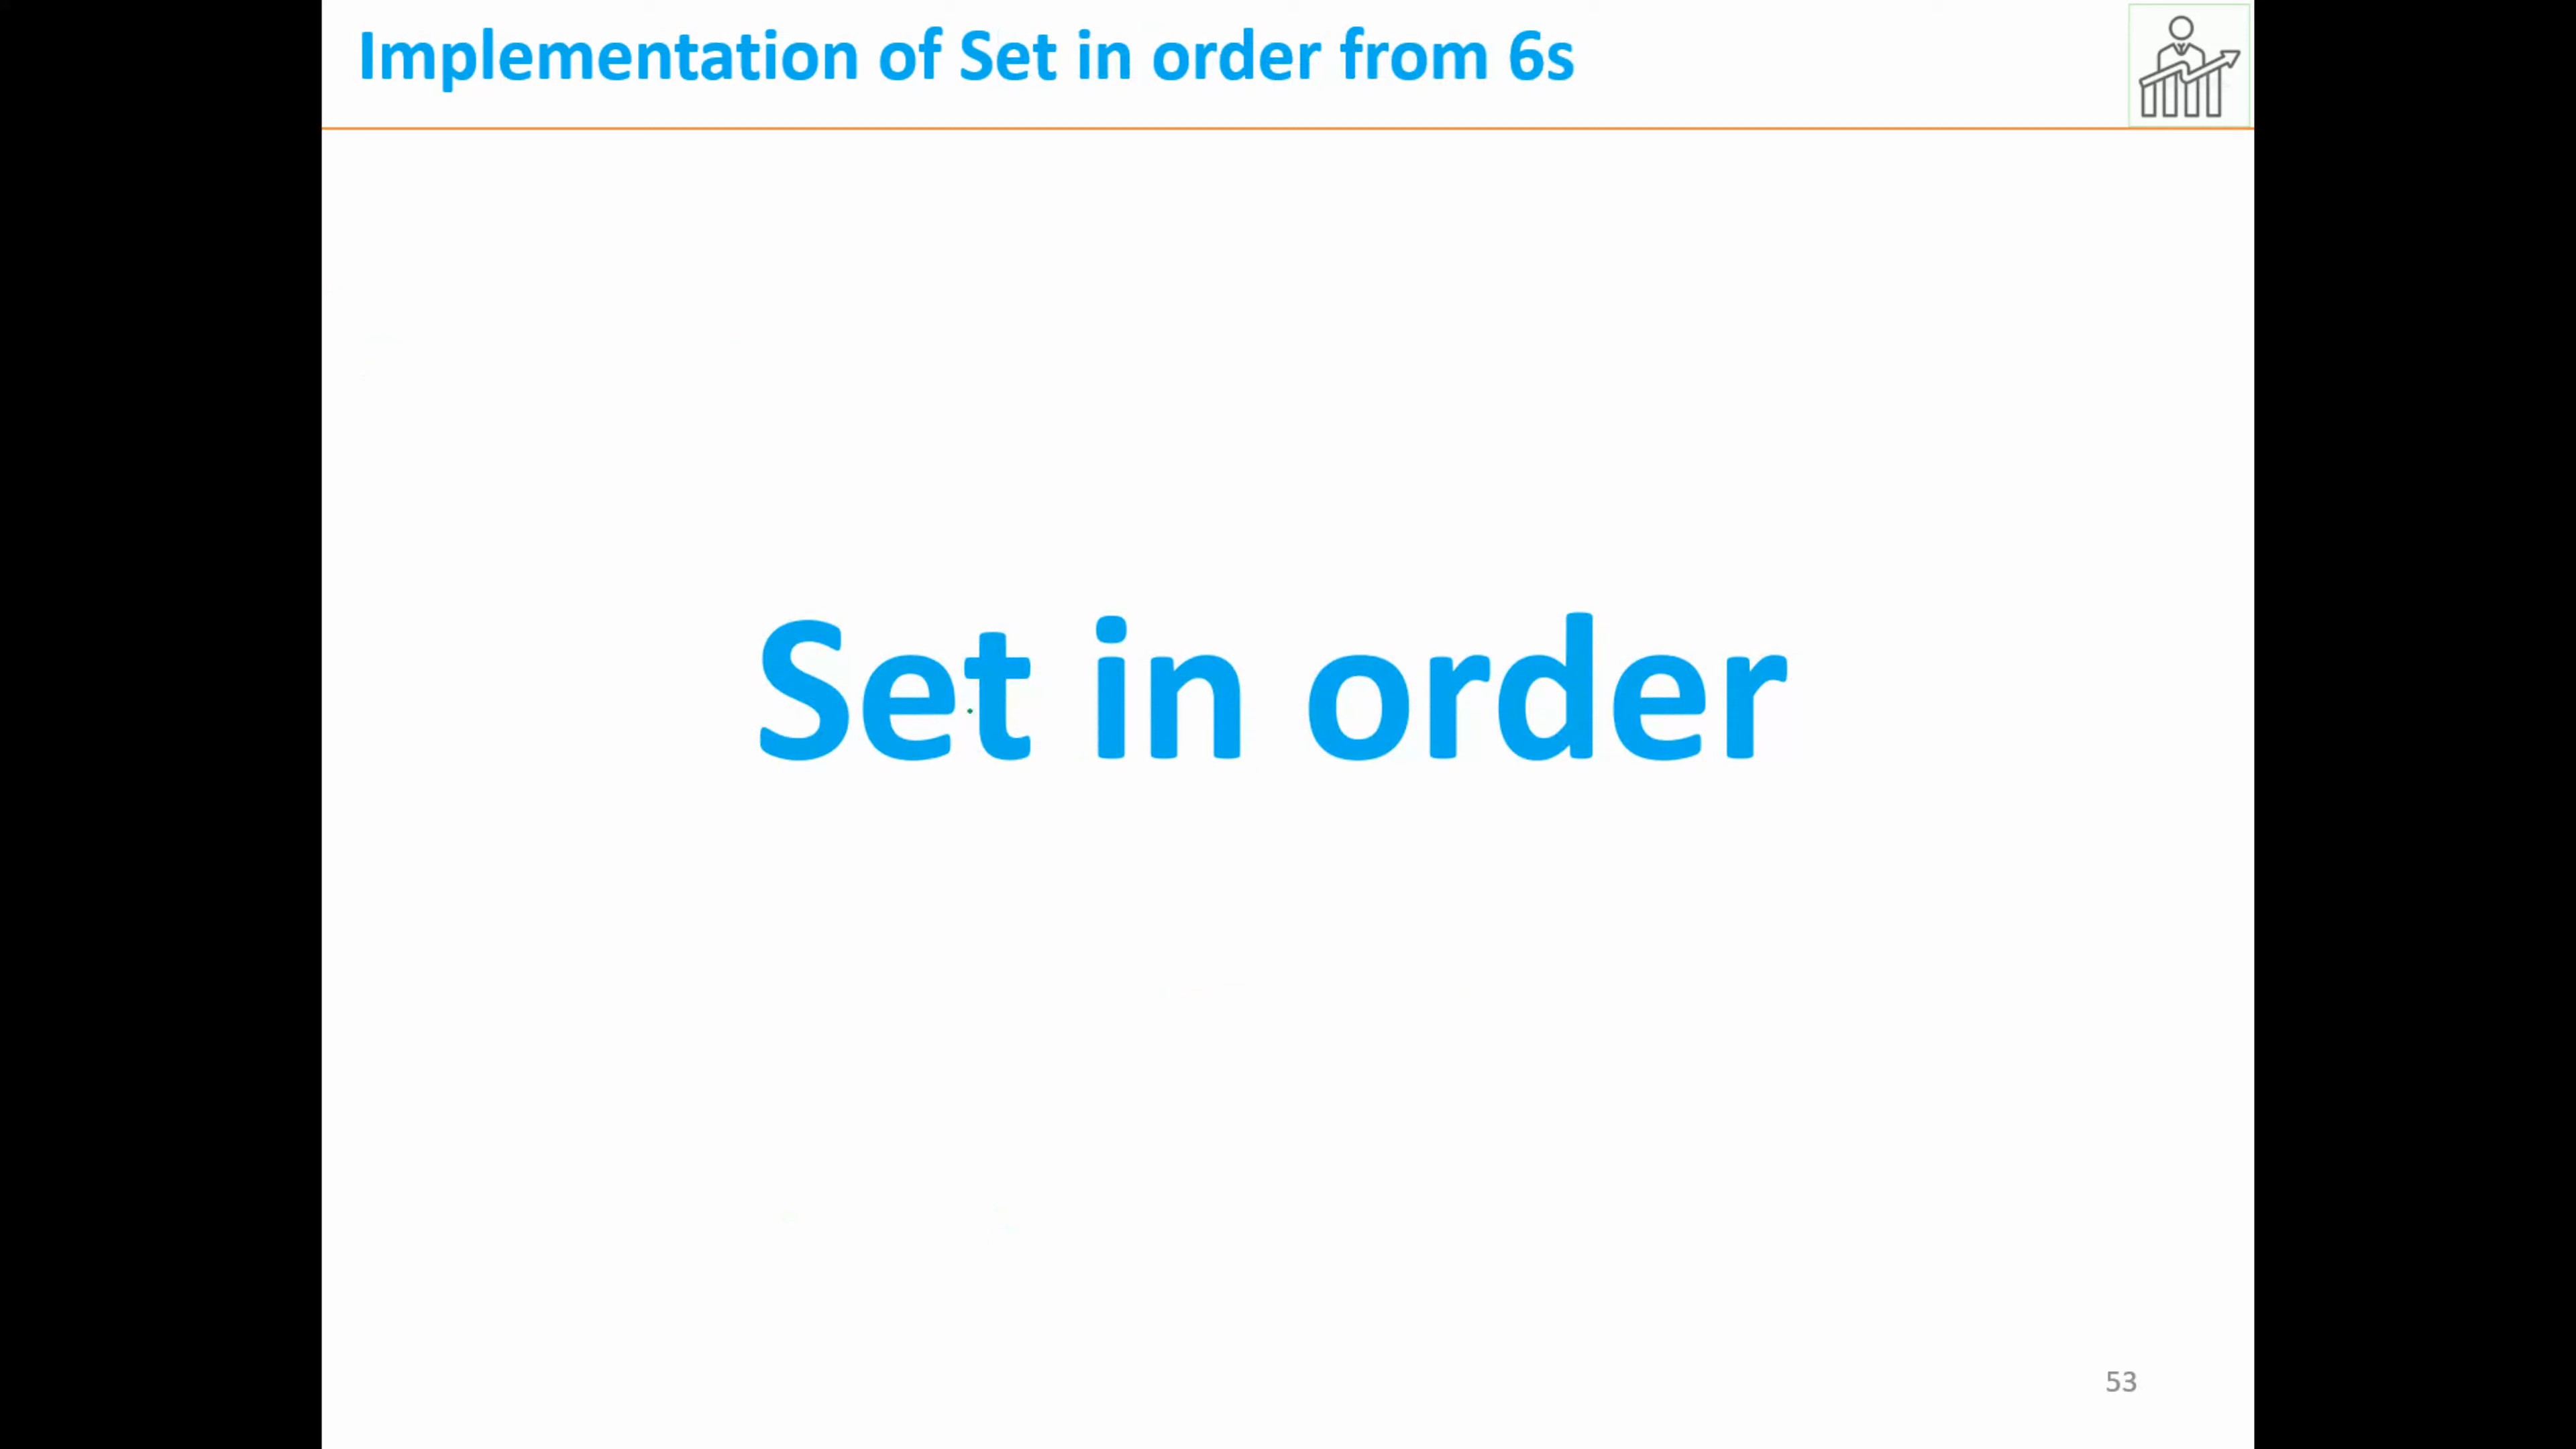 Implementation of Set in order from 6s
Set in order
53